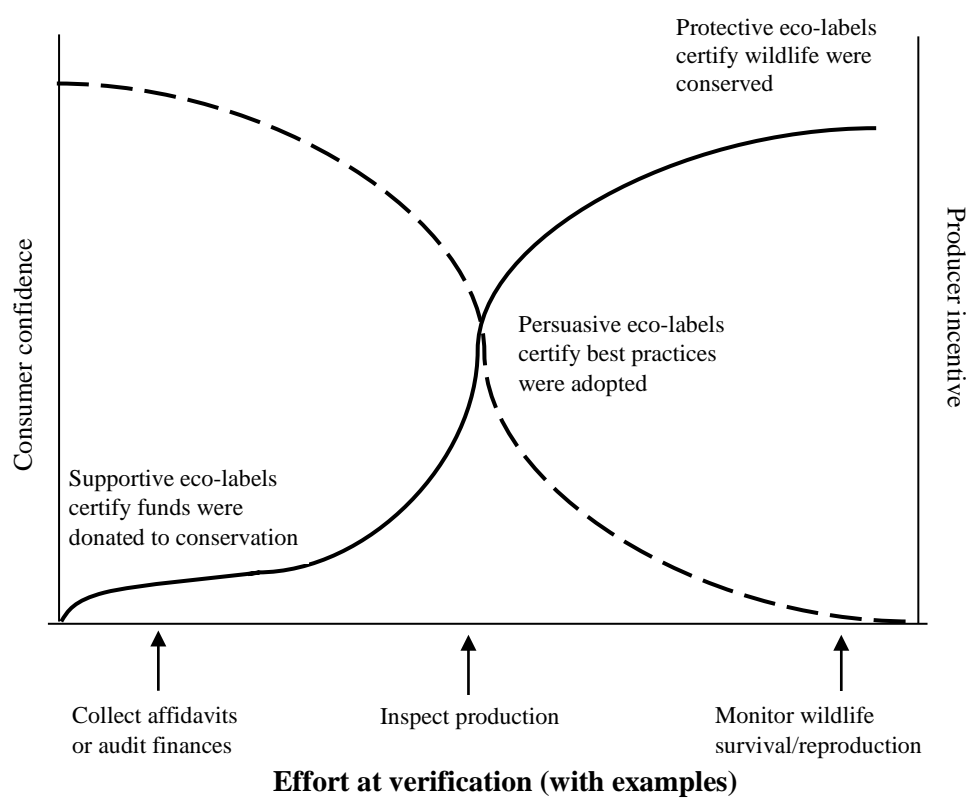 Protective eco-labels
certify wildlife were
conserved
Consumer confidence
Producer incentive
Persuasive eco-labels
certify best practices
were adopted
Supportive eco-labels
certify funds were
donated to conservation
Collect affidavits
or audit finances
Inspect production
Monitor wildlife
survival/reproduction
Effort at verification (with examples)